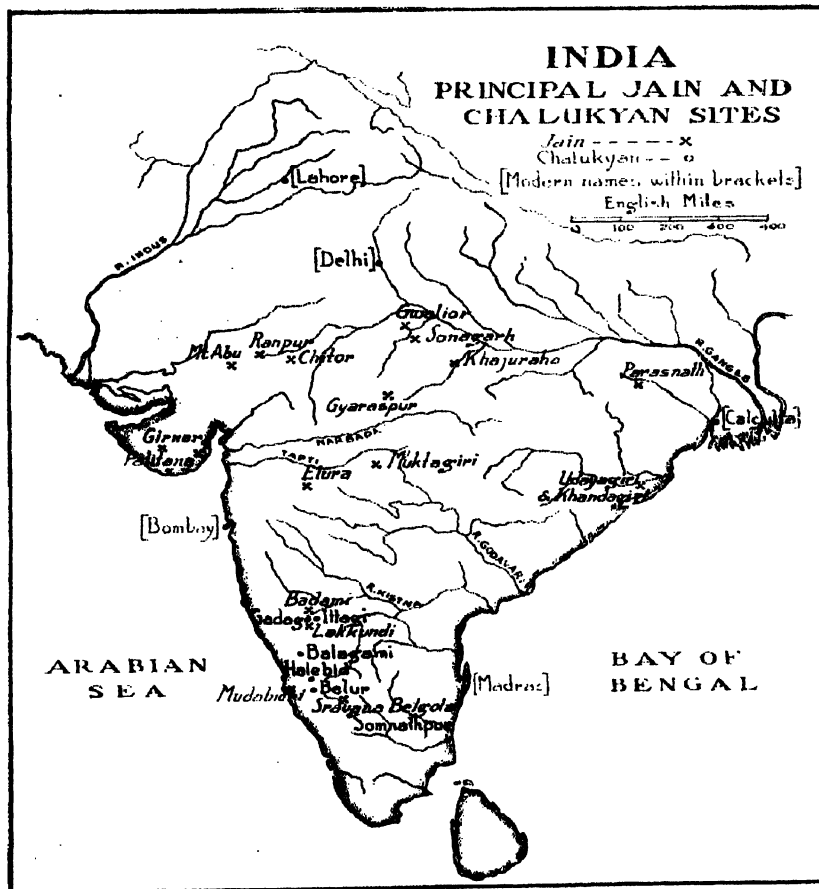 INDIA
PRINCIPAL JAIN AND
CHALUKYAN SITES
Jain - - - - - x
Chalukyan - - o
[Modern names within brackets]
English Miles
0 100 200 300 400
[Lahore]
R. INDUS
[Delhi]
Gwalior
Sonagarh
Mt. Abu
Ranpur
Chitor
Khajuraho
R. GANGES
Parasnath
Gyaraspur
[Calcutta]
Girnar
NARBADA
Palitana
TAPTI
Muktagiri
Elura
Udayagiri
& Khandagiri
[Bombay]
R. GODAVARI
R. KISTNA
Badami
Gadag
Ittagi
Lakkundi
Balagami
Halebid
ARABIAN
SEA
BAY OF
BENGAL
Mudabidri
Belur
[Madras]
Sravana Belgola
Somnathpur